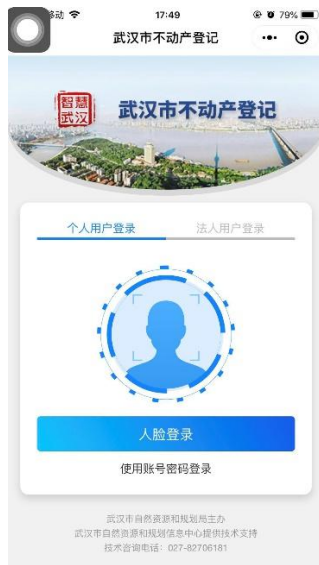 移动 17:49 79%
武汉市不动产登记
智慧
武汉
武汉市不动产登记
个人用户登录 法人用户登录
人脸登录
使用账号密码登录
武汉市自然资源和规划局主办
武汉市自然资源和规划信息中心提供技术支持
技术咨询电话：027-82706181